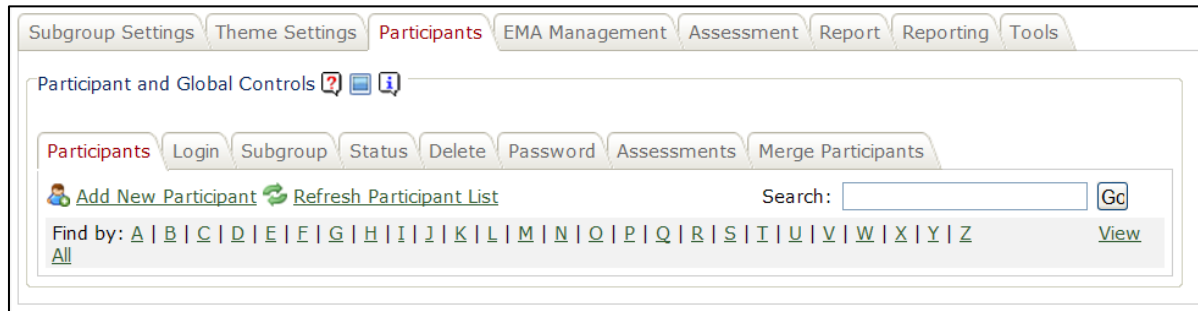 Subgroup Settings Theme Settings Participants EMA Management Assessment Report Reporting Tools
Participant and Global Controls ? i
Participants Login Subgroup Status Delete Password Assessments Merge Participants
Add New Participant Refresh Participant List Search: Go
Find by: A | B | C | D | E | F | G | H | I | J | K | L | M | N | O | P | Q | R | S | T | U | V | W | X | Y | Z View
All